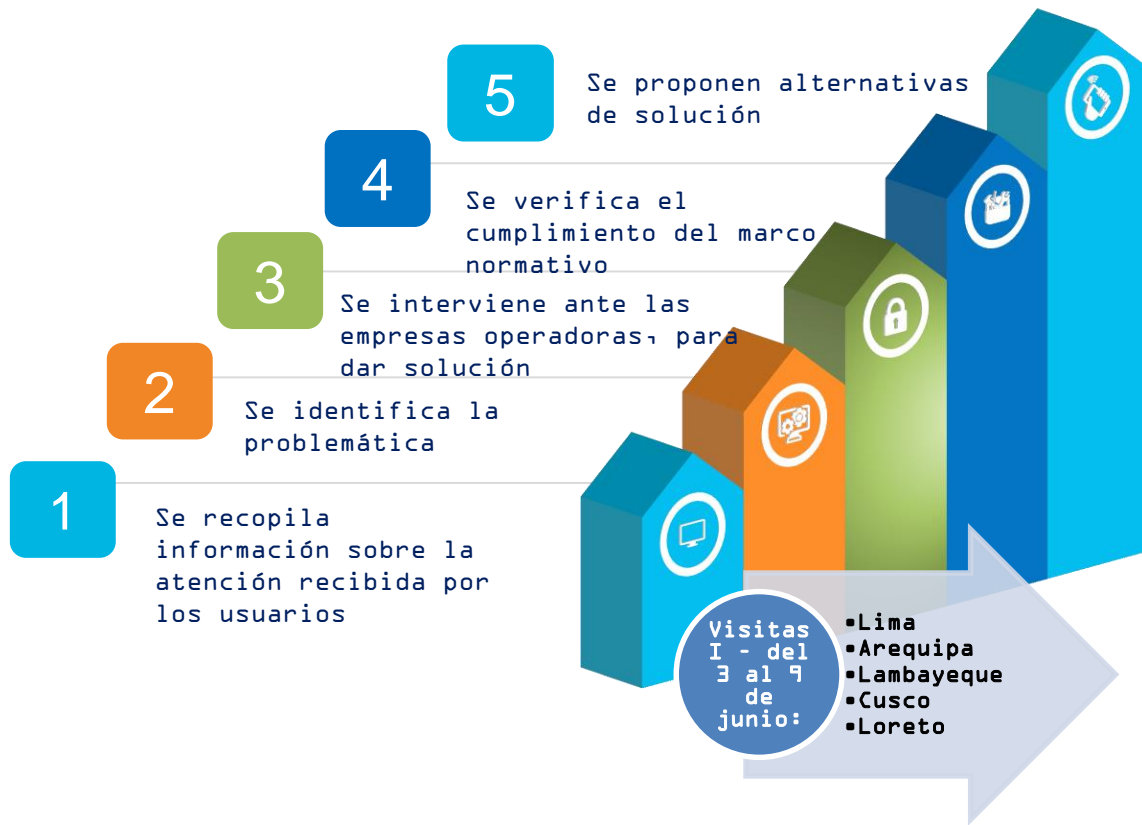 5
Se proponen alternativas
de solución
4
Se verifica el
cumplimiento del marco
normativo
3
Se interviene ante las
empresas operadoras, para
dar solución
2
Se identifica la
problemática
1
Se recopila
información sobre la
atención recibida por
los usuarios
Visitas
I - del
3 al 9
de
junio:
•Lima
•Arequipa
•Lambayeque
•Cusco
•Loreto